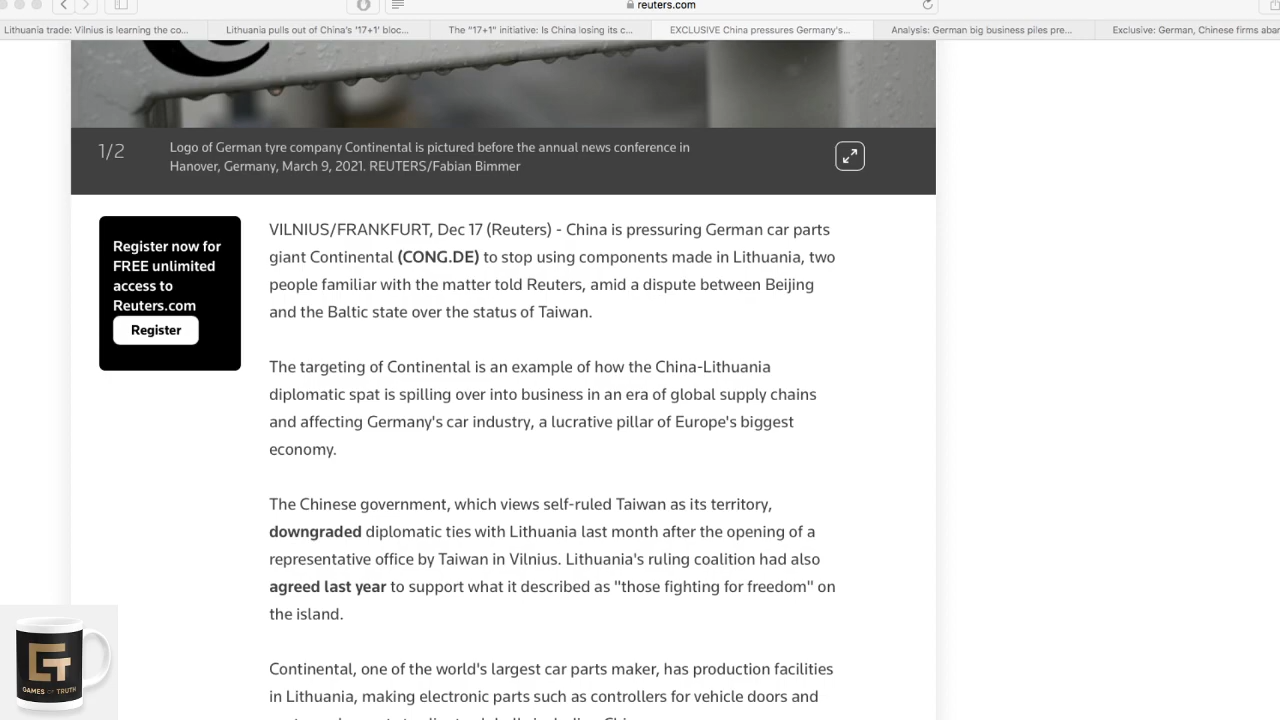 reuters.com
Lithuania trade: Vilnius is learning the co...
Lithuania pulls out of China's '17+1' bloc...
The "17+1" initiative: Is China losing its c...
EXCLUSIVE China pressures Germany's...
Analysis: German big business piles pre...
Exclusive: German, Chinese firms aban
1/2
Logo of German tyre company Continental is pictured before the annual news conference in
Hanover, Germany, March 9, 2021. REUTERS/Fabian Bimmer
Register now for
FREE unlimited
access to
Reuters.com
Register
VILNIUS/FRANKFURT, Dec 17 (Reuters) - China is pressuring German car parts
giant Continental (CONG.DE) to stop using components made in Lithuania, two
people familiar with the matter told Reuters, amid a dispute between Beijing
and the Baltic state over the status of Taiwan.
The targeting of Continental is an example of how the China-Lithuania
diplomatic spat is spilling over into business in an era of global supply chains
and affecting Germany's car industry, a lucrative pillar of Europe's biggest
economy.
The Chinese government, which views self-ruled Taiwan as its territory,
downgraded diplomatic ties with Lithuania last month after the opening of a
representative office by Taiwan in Vilnius. Lithuania's ruling coalition had also
agreed last year to support what it described as "those fighting for freedom" on
the island.
Continental, one of the world's largest car parts maker, has production facilities
in Lithuania, making electronic parts such as controllers for vehicle doors and
GT
GAMES OF TRUTH